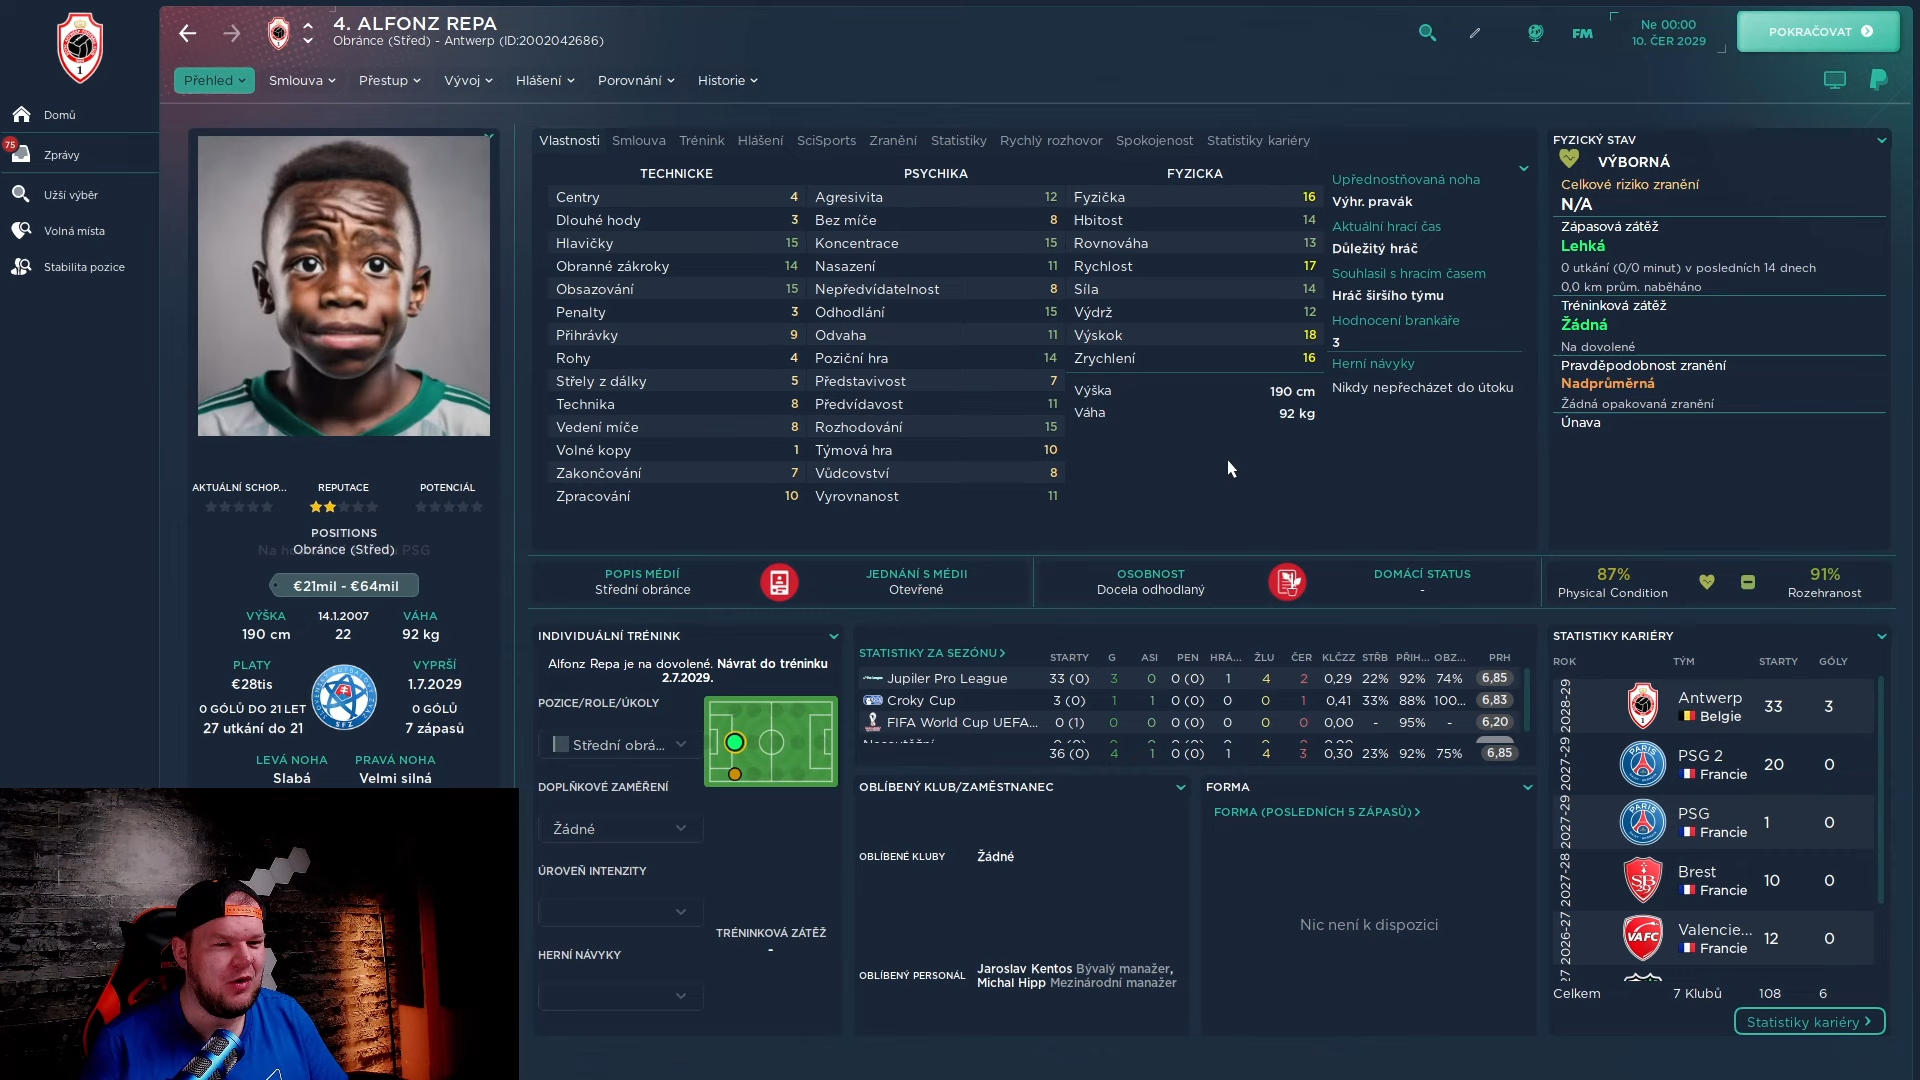 4. ALFONZ REPA
Obránce (Střed) - Antwerp (ID:2002042686)
FM
Ne 00:00
10. ČER 2029
POKRAČOVAT
Přehled
Smlouva
Přestup
Vývoj
Hlášení
Porovnání
Historie
Domů
75
Zprávy
Užší výběr
Volná místa
Stabilita pozice
AKTUÁLNÍ SCHOP...
REPUTACE
POTENCIÁL
POSITIONS
Obránce (Střed)
€21mil - €64mil
VÝŠKA
14.1.2007
VÁHA
190 cm
22
92 kg
PLATY
VYPRŠÍ
€28tis
1.7.2029
0 GÓLŮ DO 21 LET
0 GÓLŮ
27 utkání do 21
7 zápasů
SFZ
LEVÁ NOHA
PRAVÁ NOHA
Slabá
Velmi silná
Vlastnosti
Smlouva
Trénink
Hlášení
SciSports
Zranění
Statistiky
Rychlý rozhovor
Spokojenost
Statistiky kariéry
TECHNICKÉ
Centry 4
Dlouhé hody 3
Hlavičky 15
Obranné zákroky 14
Obsazování 15
Penalty 3
Přihrávky 9
Rohy 4
Střely z dálky 5
Technika 8
Vedení míče 8
Volné kopy 1
Zakončování 7
Zpracování 10
PSYCHIKA
Agresivita 12
Bez míče 8
Koncentrace 15
Nasazení 11
Nepředvídatelnost 8
Odhodlání 15
Odvaha 11
Poziční hra 14
Představivost 7
Předvídavost 11
Rozhodování 15
Týmová hra 10
Vůdcovství 8
Vyrovnanost 11
FYZICKÁ
Fyzička 16
Hbitost 14
Rovnováha 13
Rychlost 17
Síla 14
Výdrž 12
Výskok 18
Zrychlení 16
Výška 190 cm
Váha 92 kg
Upřednostňovaná noha
Výhr. pravák
Aktuální hrací čas
Důležitý hráč
Souhlasil s hracím časem
Hráč širšího týmu
Hodnocení brankáře
3
Herní návyky
Nikdy nepřecházet do útoku
FYZICKÝ STAV
VÝBORNÁ
Celkové riziko zranění
N/A
Zápasová zátěž
Lehká
0 utkání (0/0 minut) v posledních 14 dnech
0,0 km prům. naběháno
Tréninková zátěž
Žádná
Na dovolené
Pravděpodobnost zranění
Nadprůměrná
Žádná opakovaná zranění
Únava
POPIS MÉDIÍ
Střední obránce
JEDNÁNÍ S MÉDII
Otevřené
OSOBNOST
Docela odhodlaný
DOMÁCÍ STATUS
-
87%
Physical Condition
91%
Rozehranost
INDIVIDUÁLNÍ TRÉNINK
Alfonz Repa je na dovolené. Návrat do tréninku
2.7.2029.
POZICE/ROLE/ÚKOLY
Střední obrá...
DOPLŇKOVÉ ZAMĚŘENÍ
Žádné
ÚROVEŇ INTENZITY
TRÉNINKOVÁ ZÁTĚŽ
-
HERNÍ NÁVYKY
STATISTIKY ZA SEZÓNU
STARTY G ASI PEN HRÁ... ŽLU ČER KLČZZ STŘB PŘIH... OBZ... PRH
Jupiler Pro League 33 (0) 3 0 0 (0) 1 4 2 0,29 22% 92% 74% 6,85
Croky Cup 3 (0) 1 1 0 (0) 0 0 1 0,41 33% 88% 100... 6,83
FIFA World Cup UEFA... 0 (1) 0 0 0 (0) 0 0 0 0,00 - 95% - 6,20
36 (0) 4 1 0 (0) 1 4 3 0,30 23% 92% 75% 6,85
OBLÍBENÝ KLUB/ZAMĚSTNANEC
OBLÍBENÉ KLUBY Žádné
OBLÍBENÝ PERSONÁL Jaroslav Kentos Bývalý manažer,
Michal Hipp Mezinárodní manažer
FORMA
FORMA (POSLEDNÍCH 5 ZÁPASŮ)
Nic není k dispozici
STATISTIKY KARIÉRY
ROK TÝM STARTY GÓLY
2028-29 Antwerp 33 3
Belgie
2027-29 PSG 2 20 0
Francie
2027-29 PSG 1 0
Francie
2027-28 Brest 10 0
Francie
2026-27 Valencie... 12 0
Francie
Celkem 7 Klubů 108 6
Statistiky kariéry